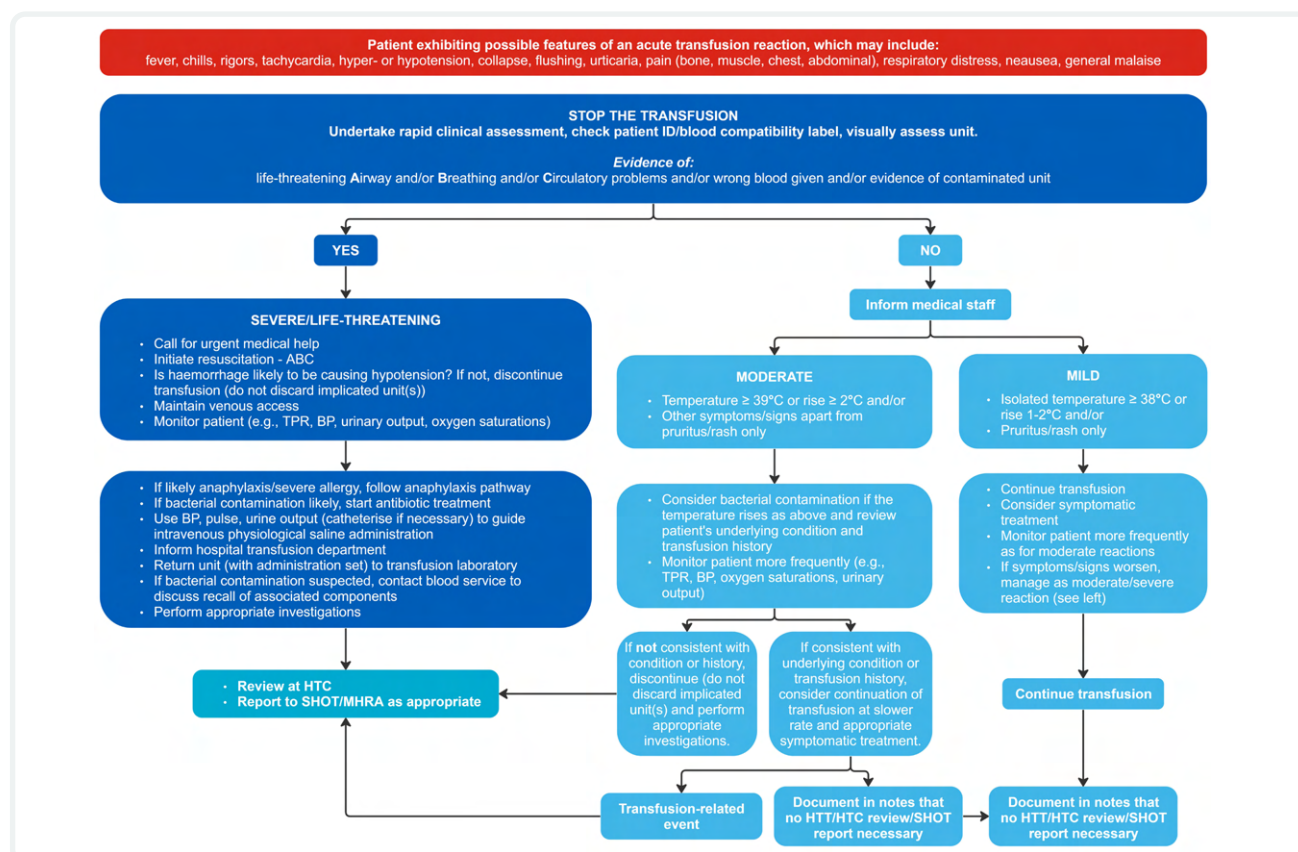 Patient exhibiting possible features of an acute transfusion reaction, which may include:
fever, chills, rigors, tachycardia, hyper- or hypotension, collapse, flushing, urticaria, pain (bone, muscle, chest, abdominal), respiratory distress, neausea, general malaise
STOP THE TRANSFUSION
Undertake rapid clinical assessment, check patient ID/blood compatibility label, visually assess unit.
Evidence of:
life-threatening Airway and/or Breathing and/or Circulatory problems and/or wrong blood given and/or evidence of contaminated unit
YES
NO
Inform medical staff
SEVERE/LIFE-THREATENING
• Call for urgent medical help
• Initiate resuscitation - ABC
• Is haemorrhage likely to be causing hypotension? If not, discontinue
transfusion (do not discard implicated unit(s))
• Maintain venous access
• Monitor patient (e.g., TPR, BP, urinary output, oxygen saturations)
MODERATE
• Temperature ≥ 39°C or rise ≥ 2°C and/or
• Other symptoms/signs apart from
pruritus/rash only
MILD
• Isolated temperature ≥ 38°C or
rise 1-2°C and/or
• Pruritus/rash only
• If likely anaphylaxis/severe allergy, follow anaphylaxis pathway
• If bacterial contamination likely, start antibiotic treatment
• Use BP, pulse, urine output (catheterise if necessary) to guide
intravenous physiological saline administration
• Inform hospital transfusion department
• Return unit (with administration set) to transfusion laboratory
• If bacterial contamination suspected, contact blood service to
discuss recall of associated components
• Perform appropriate investigations
• Consider bacterial contamination if the
temperature rises as above and review
patient's underlying condition and
transfusion history
• Monitor patient more frequently (e.g.,
TPR, BP, oxygen saturations, urinary
output)
• Continue transfusion
• Consider symptomatic
treatment
• Monitor patient more frequently
as for moderate reactions
• If symptoms/signs worsen,
manage as moderate/severe
reaction (see left)
If not consistent with
condition or history,
discontinue (do not
discard implicated
unit(s) and perform
appropriate
investigations.
If consistent with
underlying condition or
transfusion history,
consider continuation of
transfusion at slower
rate and appropriate
symptomatic treatment.
• Review at HTC
• Report to SHOT/MHRA as appropriate
Continue transfusion
Transfusion-related
event
Document in notes that
no HTT/HTC review/SHOT
report necessary
Document in notes that
no HTT/HTC review/SHOT
report necessary